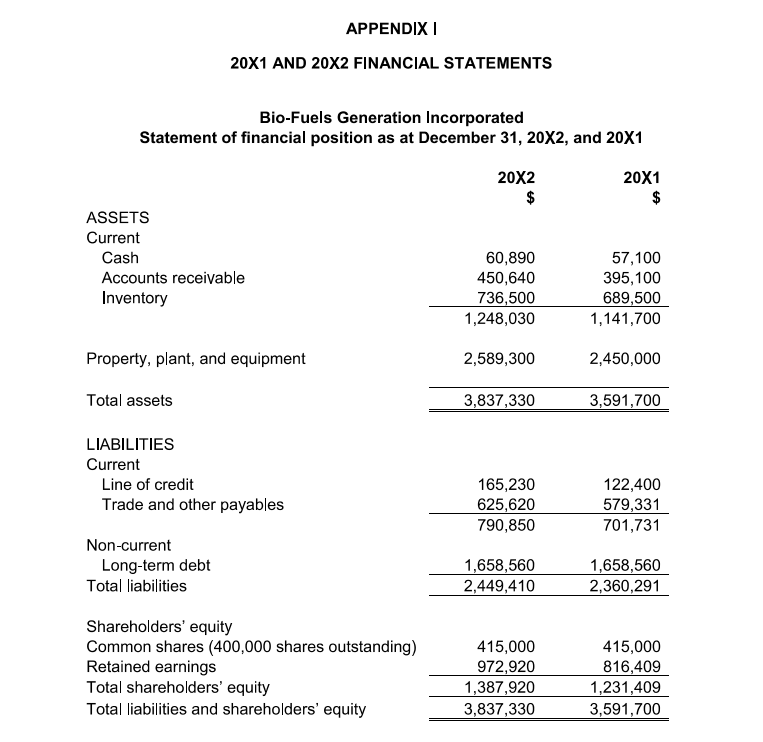 APPENDIX I
20X1 AND 20X2 FINANCIAL STATEMENTS
Bio-Fuels Generation Incorporated
Statement of financial position as at December 31, 20X2, and 20X1
20X2 20X1
$ $
ASSETS
Current
Cash 60,890 57,100
Accounts receivable 450,640 395,100
Inventory 736,500 689,500
1,248,030 1,141,700
Property, plant, and equipment 2,589,300 2,450,000
Total assets 3,837,330 3,591,700
LIABILITIES
Current
Line of credit 165,230 122,400
Trade and other payables 625,620 579,331
790,850 701,731
Non-current
Long-term debt 1,658,560 1,658,560
Total liabilities 2,449,410 2,360,291
Shareholders’ equity
Common shares (400,000 shares outstanding) 415,000 415,000
Retained earnings 972,920 816,409
Total shareholders’ equity 1,387,920 1,231,409
Total liabilities and shareholders’ equity 3,837,330 3,591,700